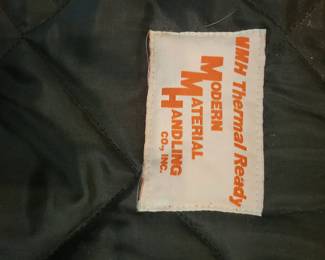 MMH Thermal Ready
MODERN
MATERIAL
HANDLING
CO., INC.